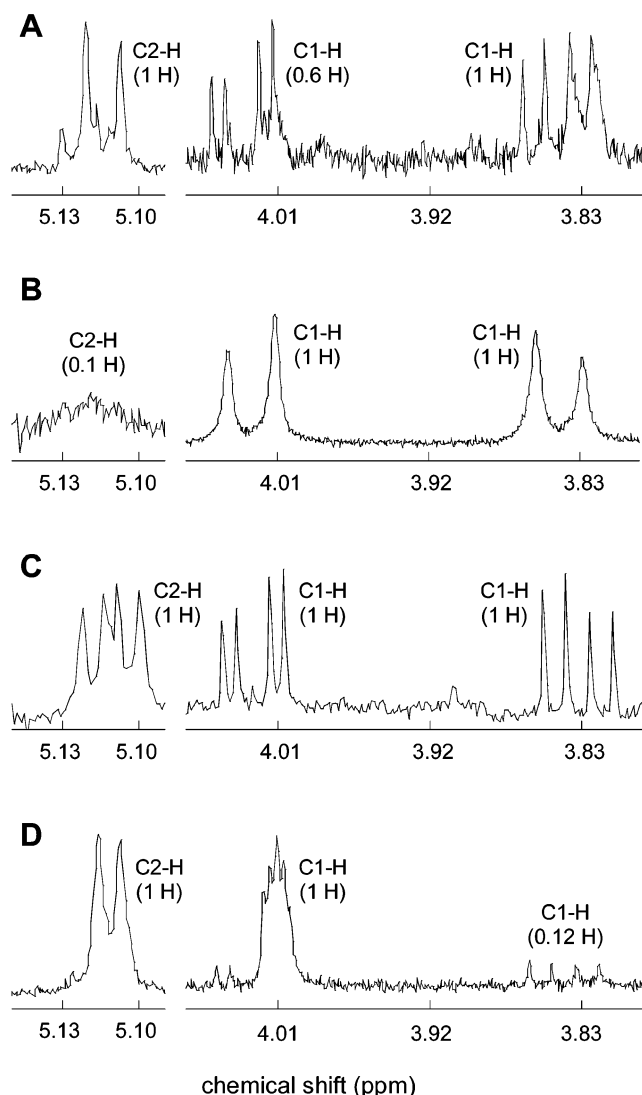 A
C2-H
(1 H)
C1-H
(0.6 H)
C1-H
(1 H)
5.13 5.10 4.01 3.92 3.83
B
C2-H
(0.1 H)
C1-H
(1 H)
C1-H
(1 H)
5.13 5.10 4.01 3.92 3.83
C
C2-H
(1 H)
C1-H
(1 H)
C1-H
(1 H)
5.13 5.10 4.01 3.92 3.83
D
C2-H
(1 H)
C1-H
(1 H)
C1-H
(0.12 H)
5.13 5.10 4.01 3.92 3.83
chemical shift (ppm)